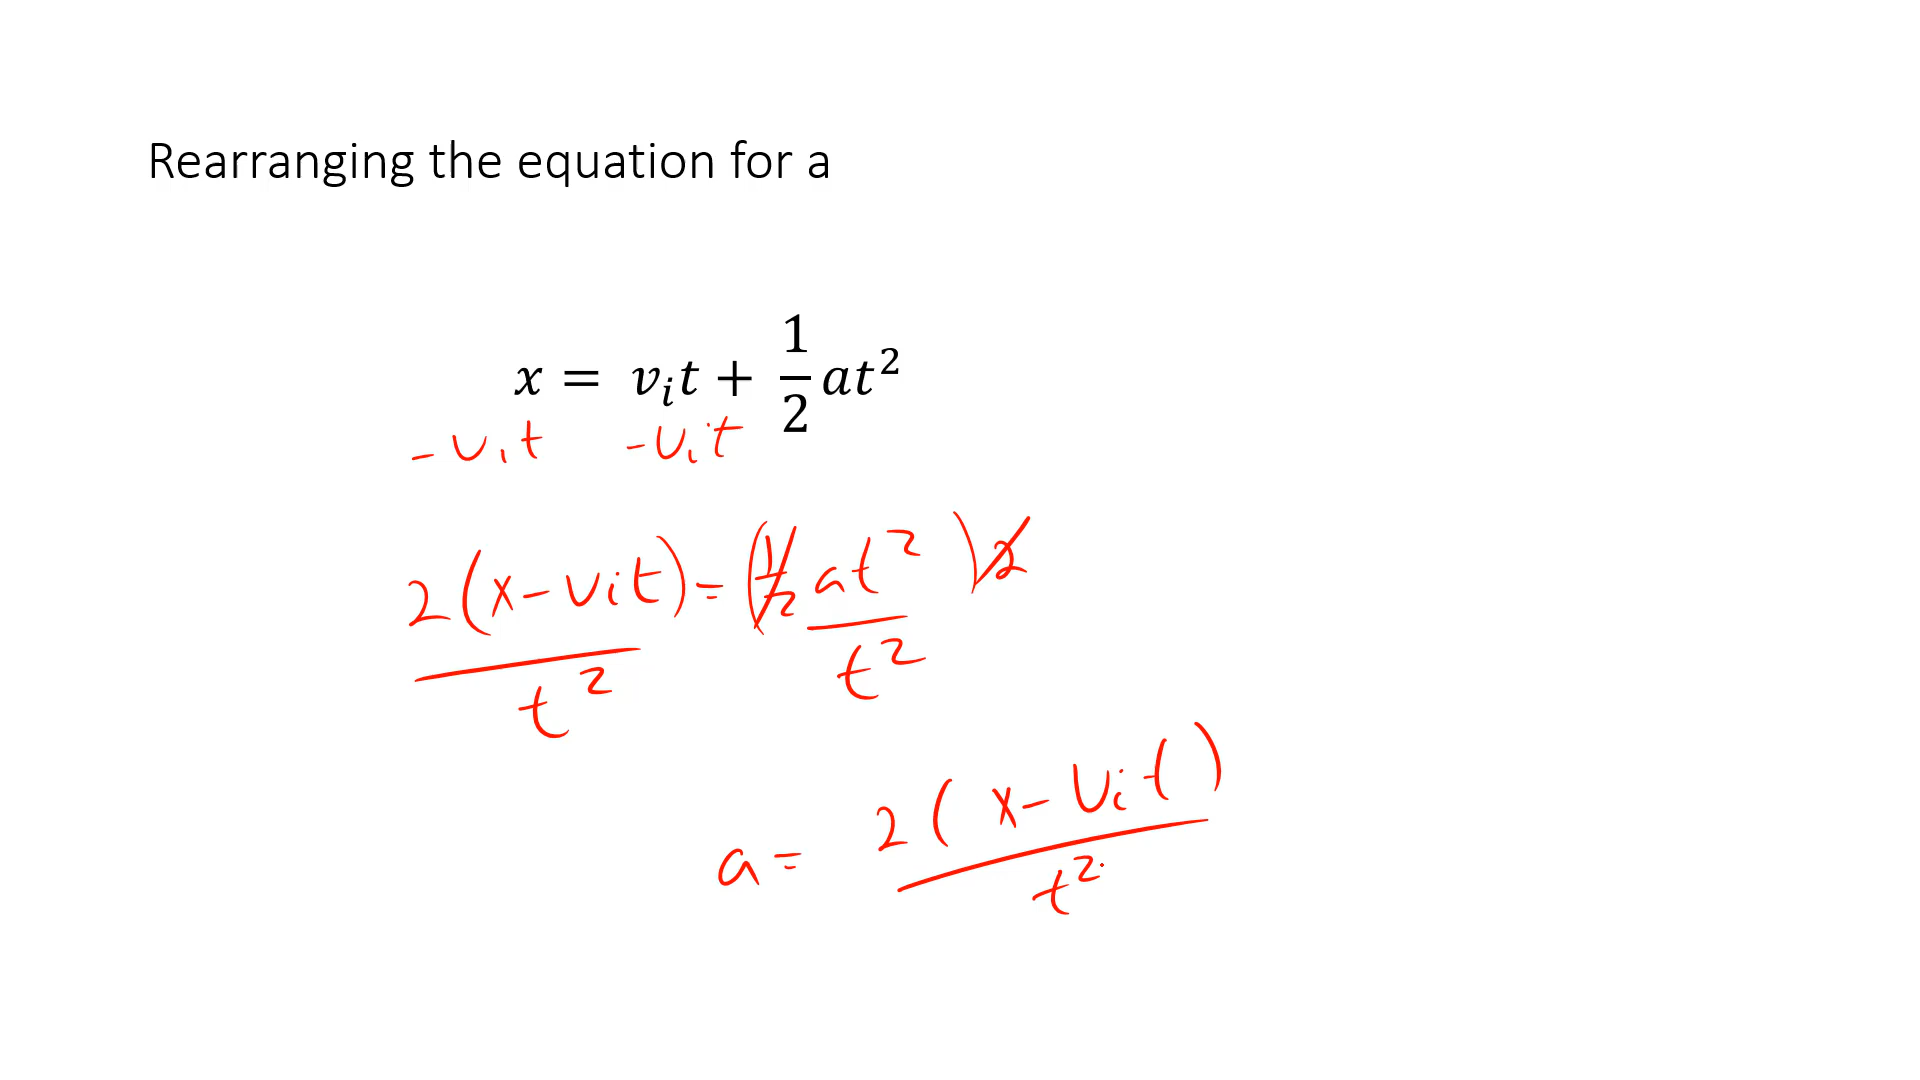 Rearranging the equation for a
x = vᵢt + 1/2 at²
-vᵢt -vᵢt
2(x-vᵢt) = (1/2 at²)2
t² t²
a = 2(x-vᵢt)
t²